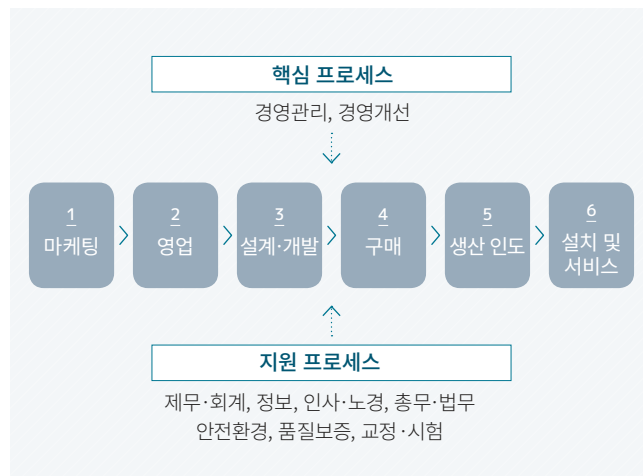 핵심 프로세스
경영관리, 경영개선
1
마케팅
2
영업
3
설계·개발
4
구매
5
생산 인도
6
설치 및
서비스
지원 프로세스
제무·회계, 정보, 인사·노경, 총무·법무
안전환경, 품질보증, 교정·시험